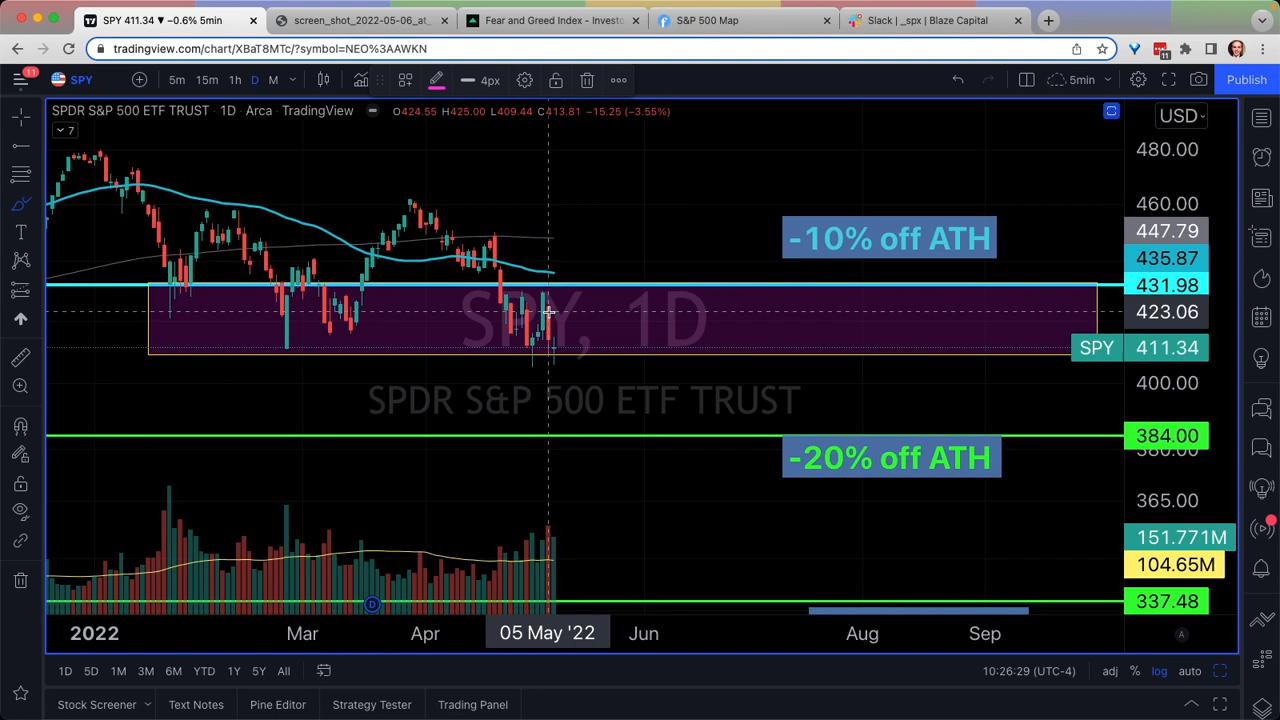 SPY 411.34 ▼ −0.6% 5min
screen_shot_2022-05-06_at_
Fear and Greed Index - Investo
S&P 500 Map
Slack | _spx | Blaze Capital
tradingview.com/chart/XBaT8MTc/?symbol=NEO%3AAWKN
11
11
SPY
5m 15m 1h D M
4px
5min
Publish
SPDR S&P 500 ETF TRUST · 1D · Arca · TradingView
O424.55 H425.00 L409.44 C413.81 −15.25 (−3.55%)
7
USD
480.00
460.00
-10% off ATH
447.79
435.87
431.98
423.06
SPY, 1D
SPY 411.34
SPDR S&P 500 ETF TRUST
400.00
384.00
380.00
-20% off ATH
365.00
151.771M
104.65M
D
337.48
2022 Mar Apr 05 May '22 Jun Aug Sep
A
1D 5D 1M 3M 6M YTD 1Y 5Y All
10:26:29 (UTC-4) adj % log auto
Stock Screener Text Notes Pine Editor Strategy Tester Trading Panel